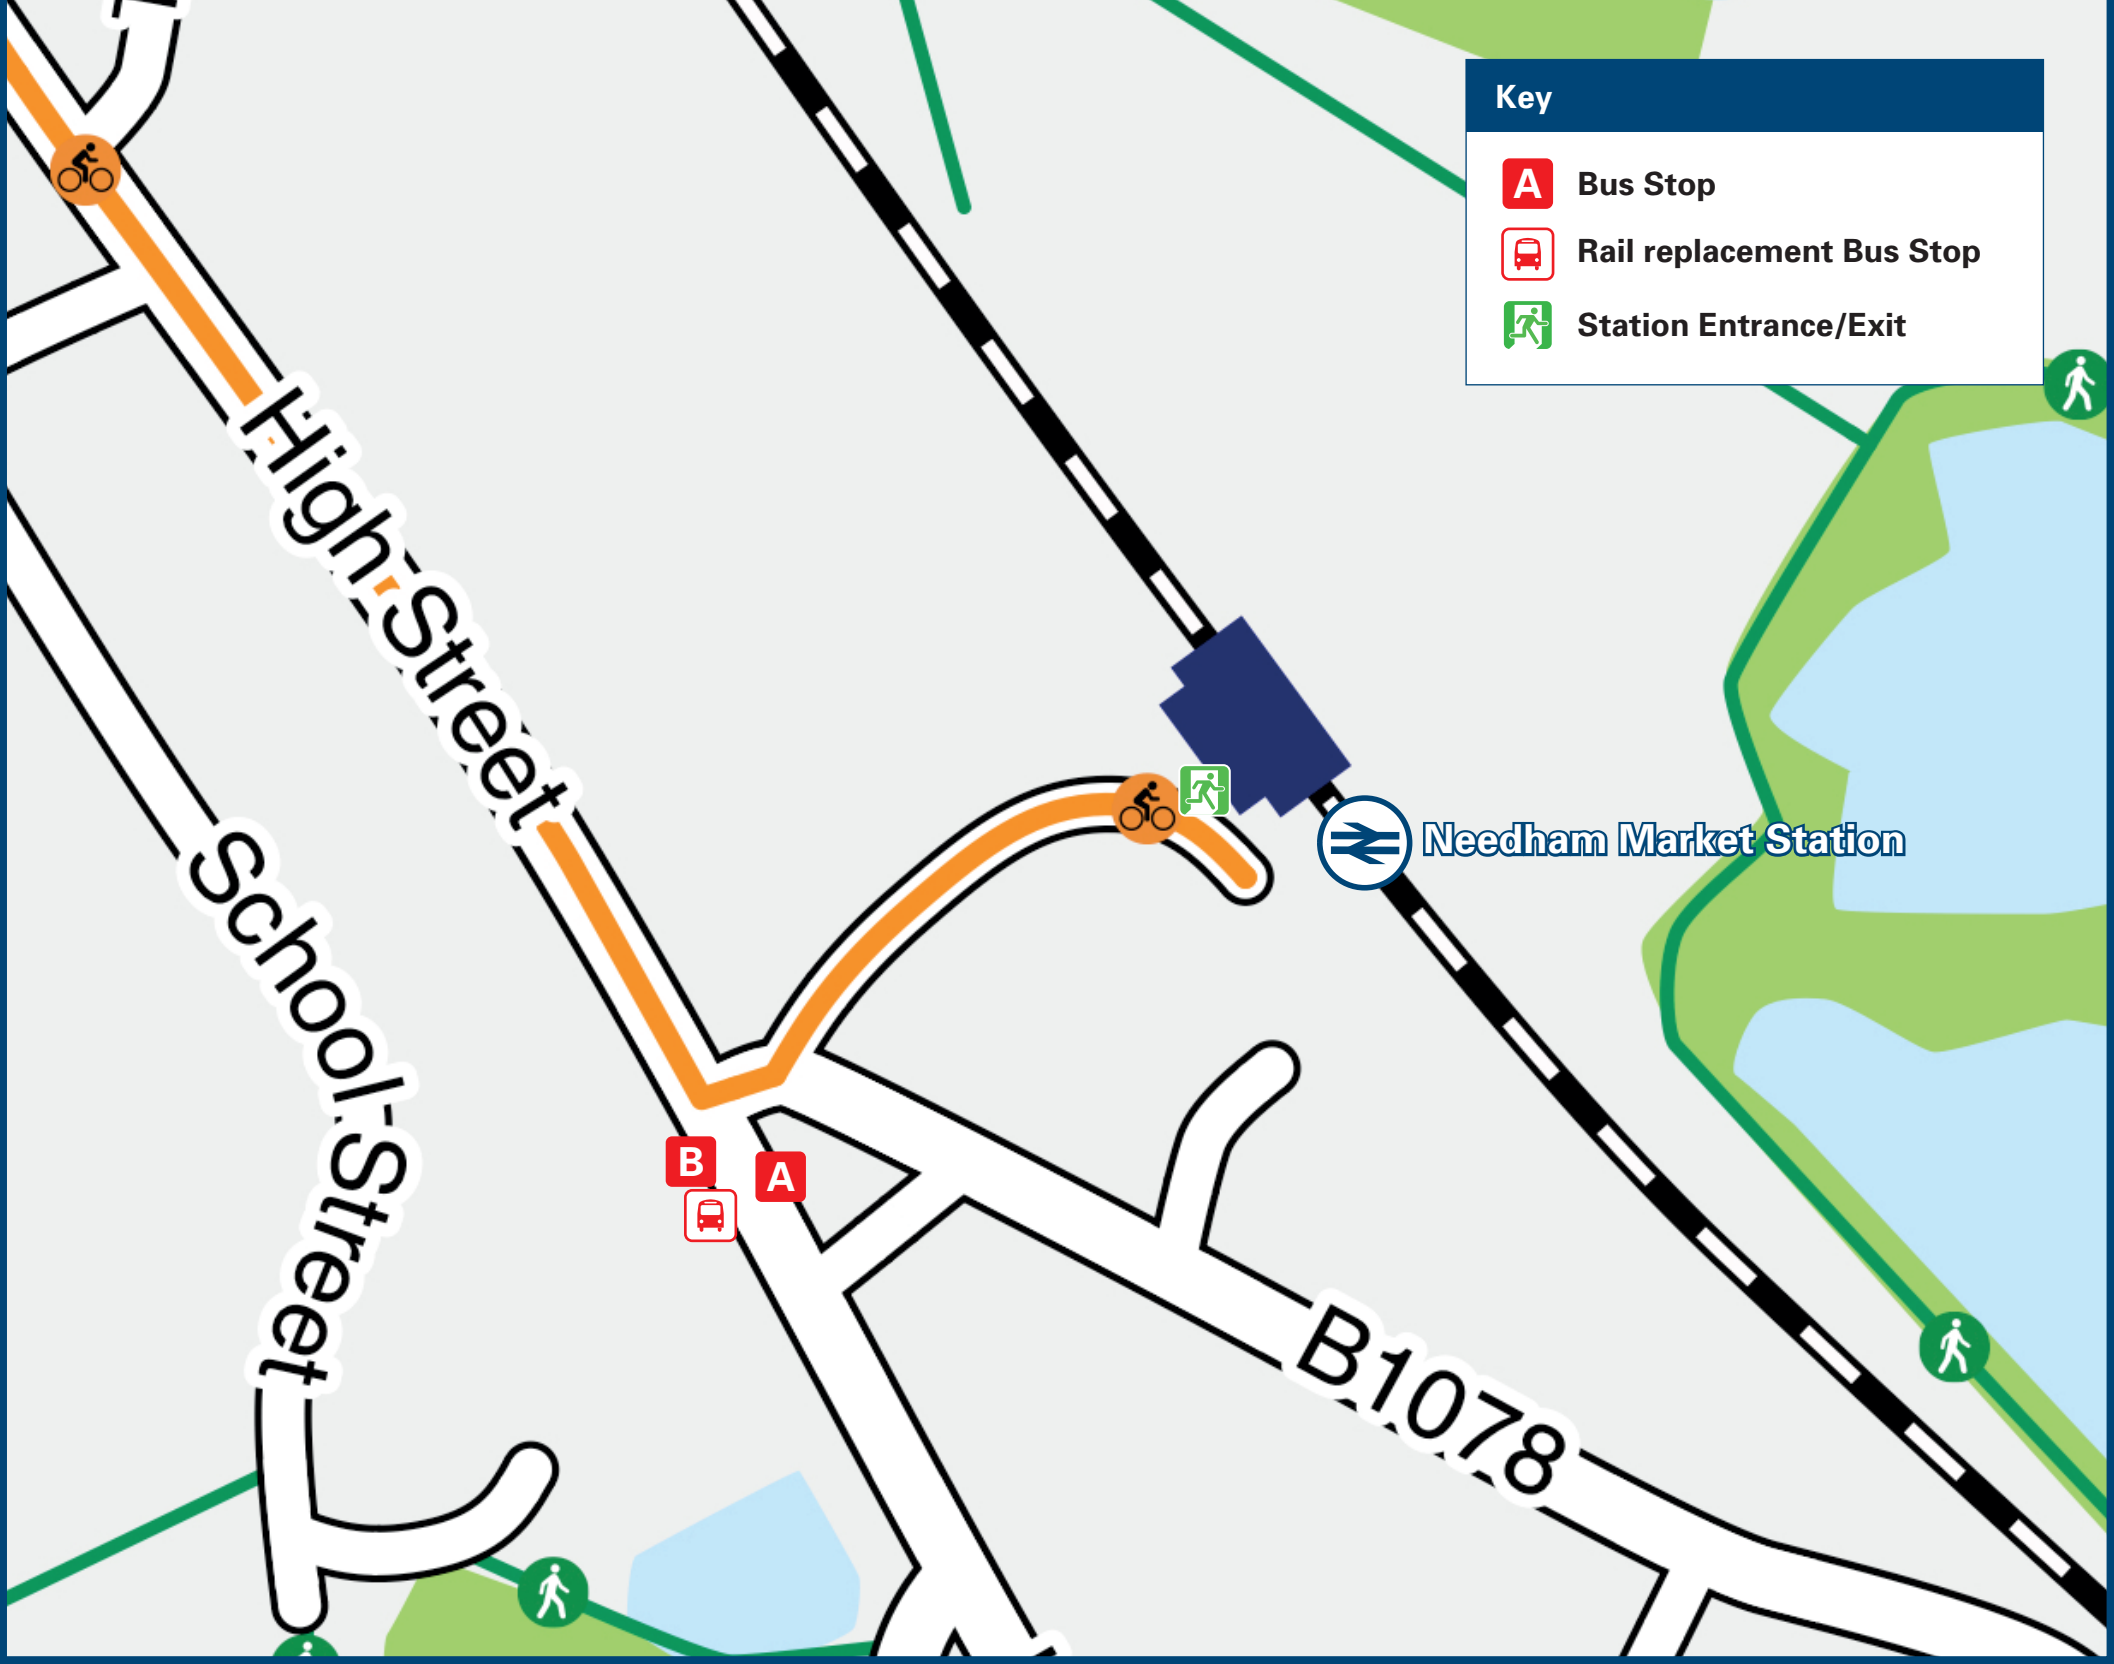 Key
A Bus Stop
Rail replacement Bus Stop
Station Entrance/Exit
High Street
Needham Market Station
School Street
B
A
B1078